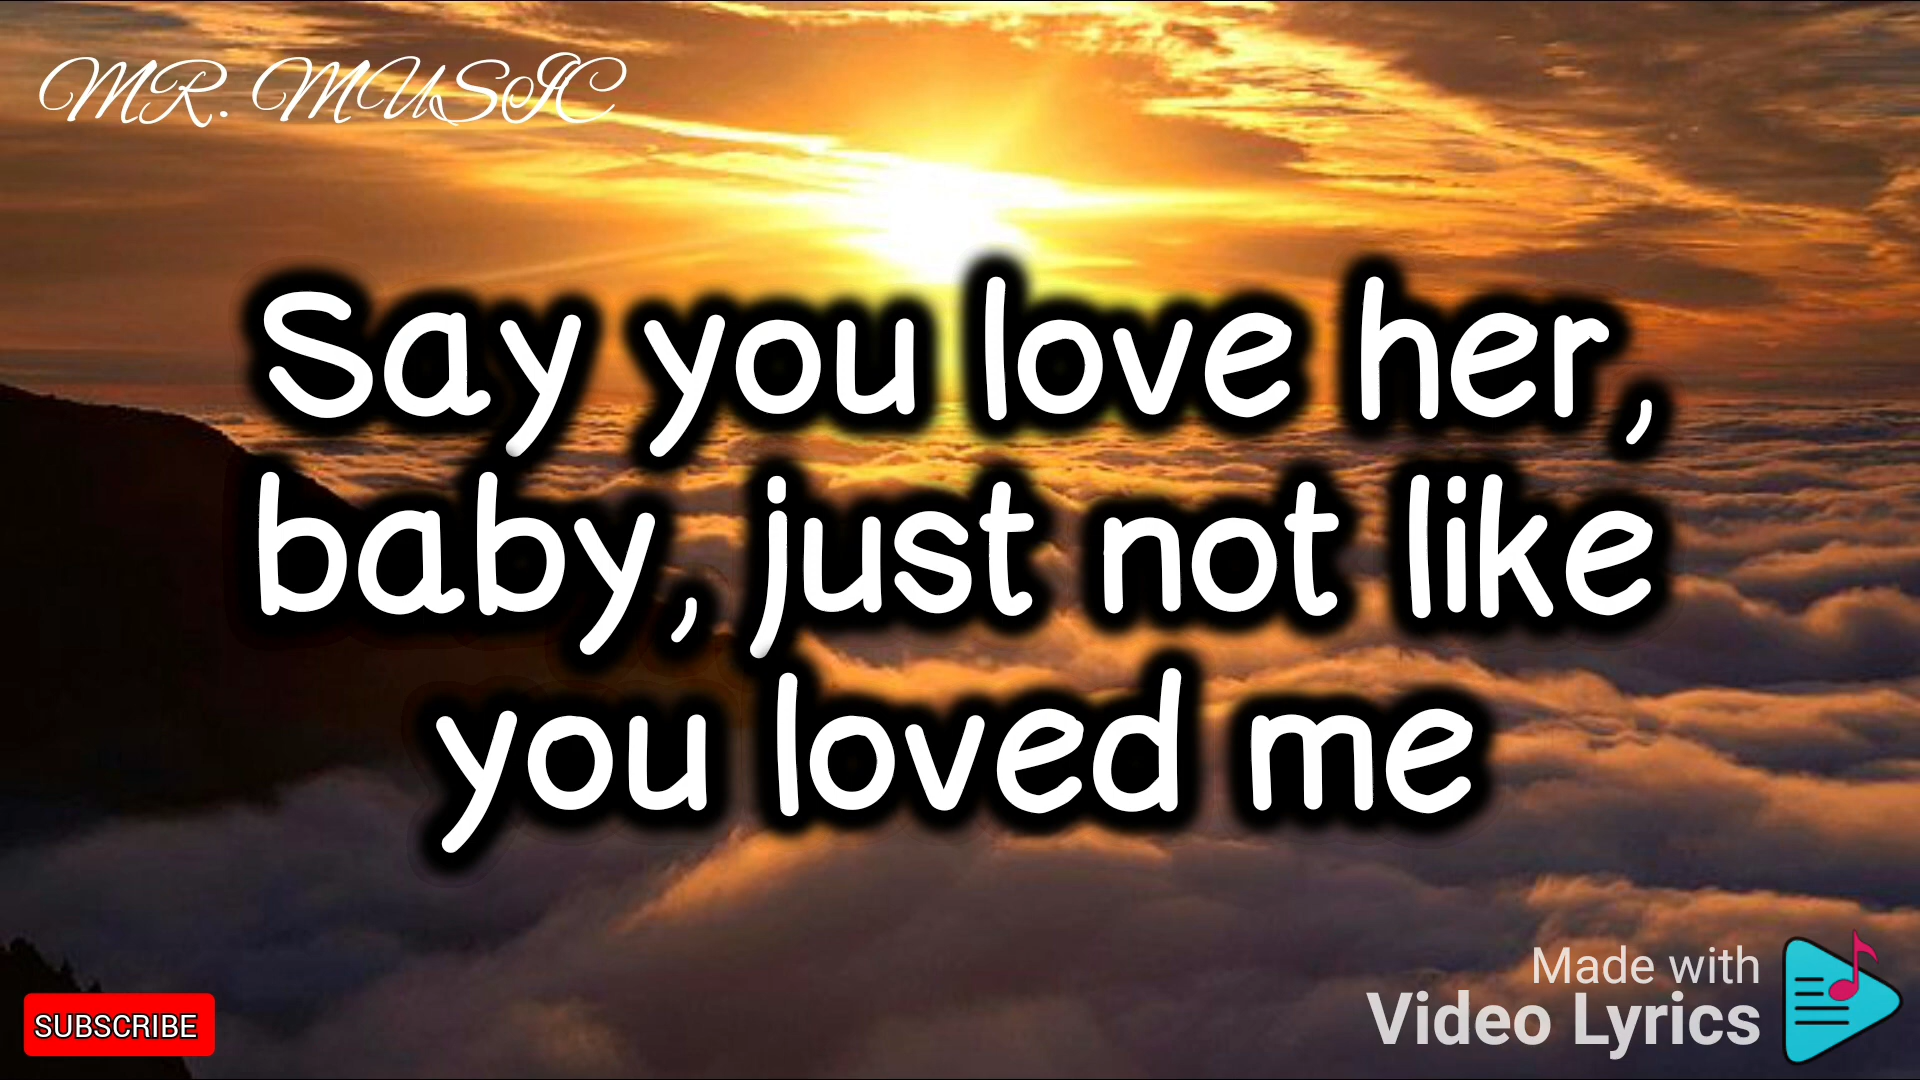 MR. MUSIC
Say you love her,
baby, just not like
you loved me
SUBSCRIBE
Made with
Video Lyrics